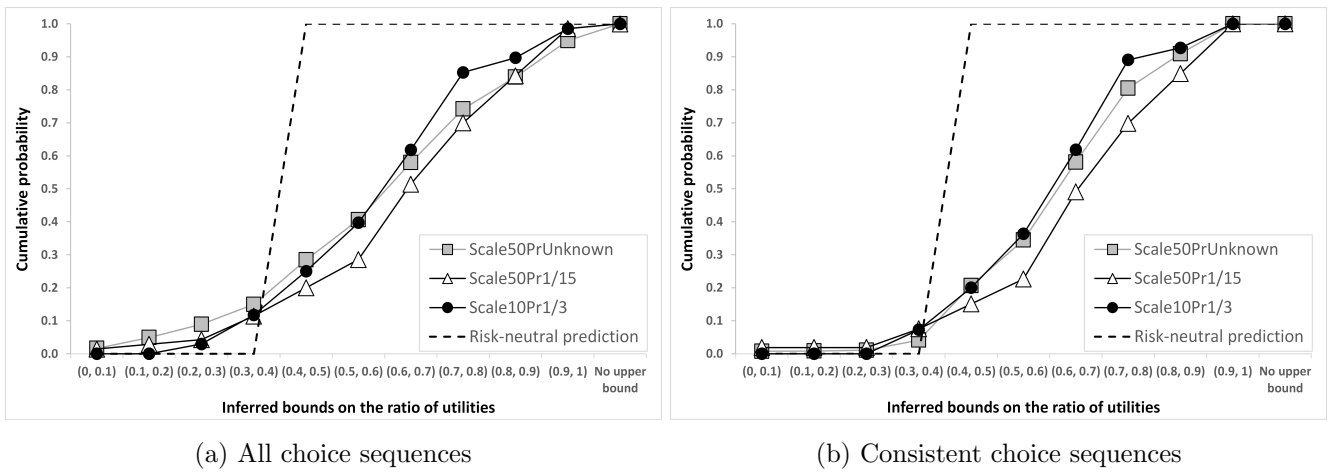 1.0
0.9
0.8
0.7
0.6
0.5
0.4
0.3
0.2
0.1
0.0
Cumulative probability
Scale50PrUnknown
Scale50Pr1/15
Scale10Pr1/3
Risk-neutral prediction
(0, 0.1) (0.1, 0.2) (0.2, 0.3) (0.3, 0.4) (0.4, 0.5) (0.5, 0.6) (0.6, 0.7) (0.7, 0.8) (0.8, 0.9) (0.9, 1) No upper
bound
Inferred bounds on the ratio of utilities
(a) All choice sequences
1.0
0.9
0.8
0.7
0.6
0.5
0.4
0.3
0.2
0.1
0.0
Cumulative probability
Scale50PrUnknown
Scale50Pr1/15
Scale10Pr1/3
Risk-neutral prediction
(0, 0.1) (0.1, 0.2) (0.2, 0.3) (0.3, 0.4) (0.4, 0.5) (0.5, 0.6) (0.6, 0.7) (0.7, 0.8) (0.8, 0.9) (0.9, 1) No upper
bound
Inferred bounds on the ratio of utilities
(b) Consistent choice sequences